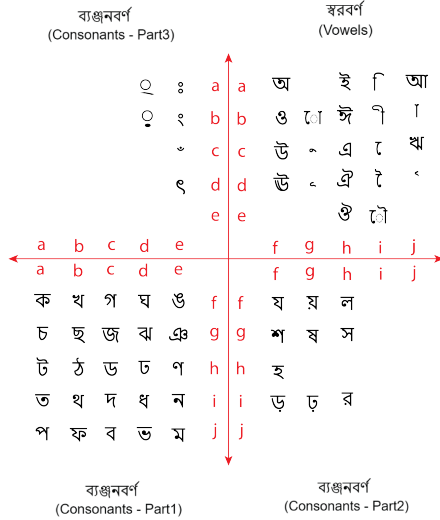 ব্যঞ্জনবর্ণ
(Consonants - Part3)
স্বরবর্ণ
(Vowels)
ঃ a a অ ই ি আ
ং b b ও ো ঈ ী া
ঁ c c উ ু এ ে ঋ
ৎ d d ঊ ূ ঐ ৈ ৃ
e e ঔ ৌ
a b c d e f g h i j
a b c d e f g h i j
ক খ গ ঘ ঙ f f য য় ল
চ ছ জ ঝ ঞ g g শ ষ স
ট ঠ ড ঢ ণ h h হ
ত থ দ ধ ন i i ড় ঢ় র
প ফ ব ভ ম j j
ব্যঞ্জনবর্ণ
(Consonants - Part1)
ব্যঞ্জনবর্ণ
(Consonants - Part2)